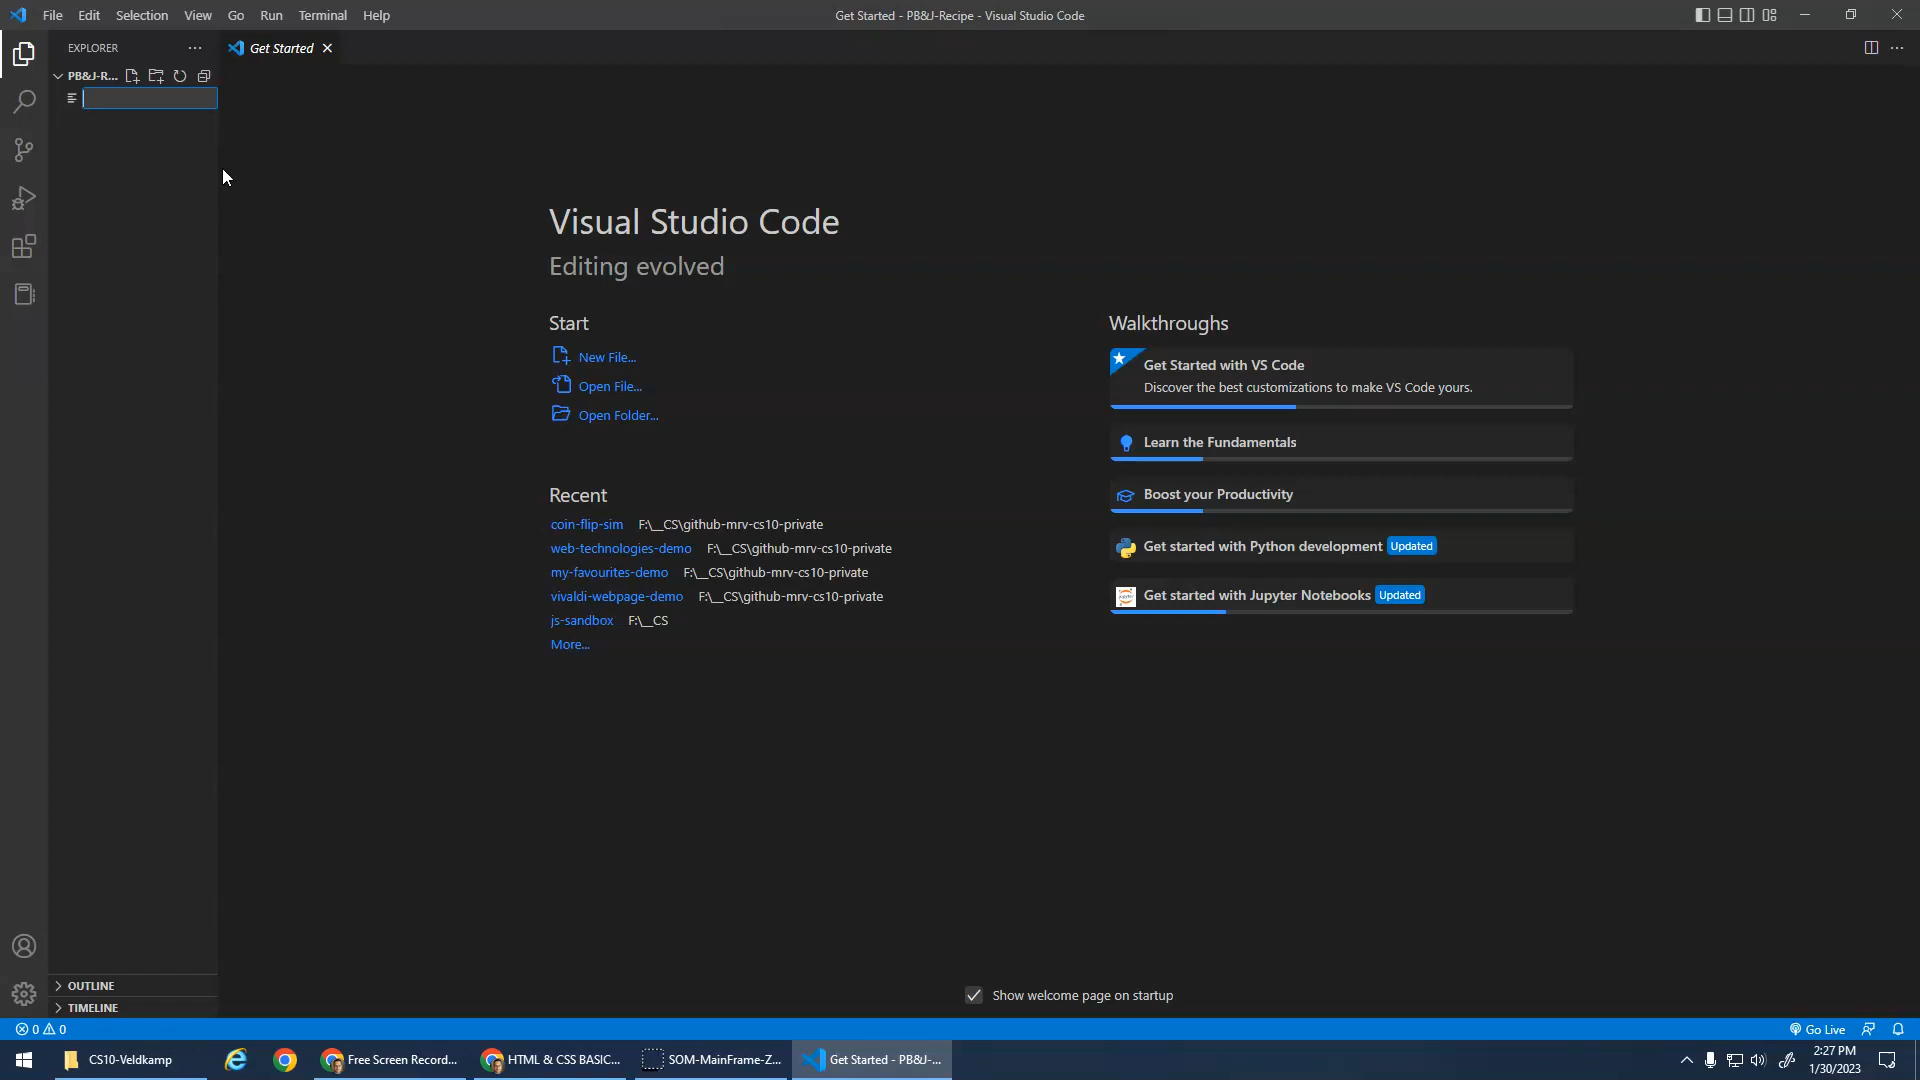 File Edit Selection View Go Run Terminal Help
Get Started - PB&J-Recipe - Visual Studio Code
EXPLORER
Get Started
PB&J-R...
Visual Studio Code
Editing evolved
Start
New File...
Open File...
Open Folder...
Recent
coin-flip-sim F:\__CS\github-mrv-cs10-private
web-technologies-demo F:\__CS\github-mrv-cs10-private
my-favourites-demo F:\__CS\github-mrv-cs10-private
vivaldi-webpage-demo F:\__CS\github-mrv-cs10-private
js-sandbox F:\__CS
More...
Walkthroughs
Get Started with VS Code
Discover the best customizations to make VS Code yours.
Learn the Fundamentals
Boost your Productivity
Get started with Python development Updated
Get started with Jupyter Notebooks Updated
OUTLINE
TIMELINE
Show welcome page on startup
0 0
Go Live
CS10-Veldkamp
Free Screen Record...
HTML & CSS BASIC...
SOM-MainFrame-Z...
Get Started - PB&J-...
2:27 PM
1/30/2023